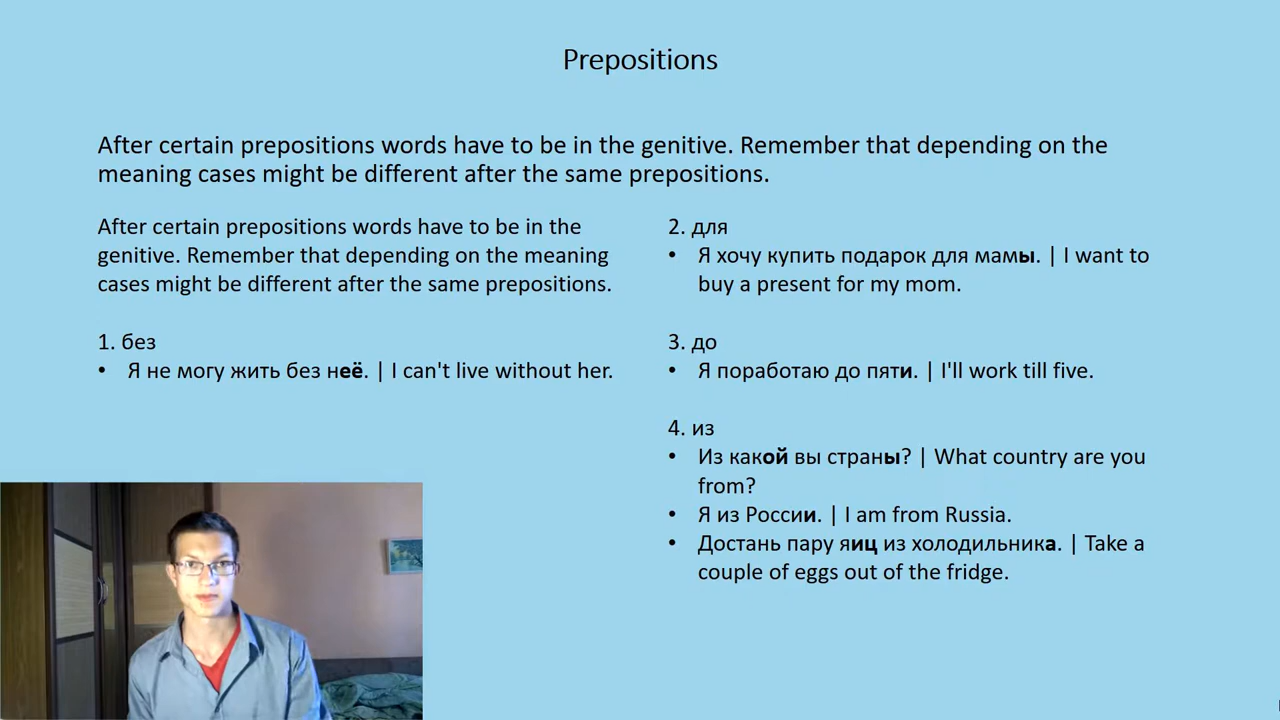 Prepositions
After certain prepositions words have to be in the genitive. Remember that depending on the
meaning cases might be different after the same prepositions.
After certain prepositions words have to be in the
genitive. Remember that depending on the meaning
cases might be different after the same prepositions.
1. без
• Я не могу жить без неё. | I can't live without her.
2. для
• Я хочу купить подарок для мамы. | I want to
buy a present for my mom.
3. до
• Я поработаю до пяти. | I'll work till five.
4. из
• Из какой вы страны? | What country are you
from?
• Я из России. | I am from Russia.
• Достань пару яиц из холодильника. | Take a
couple of eggs out of the fridge.